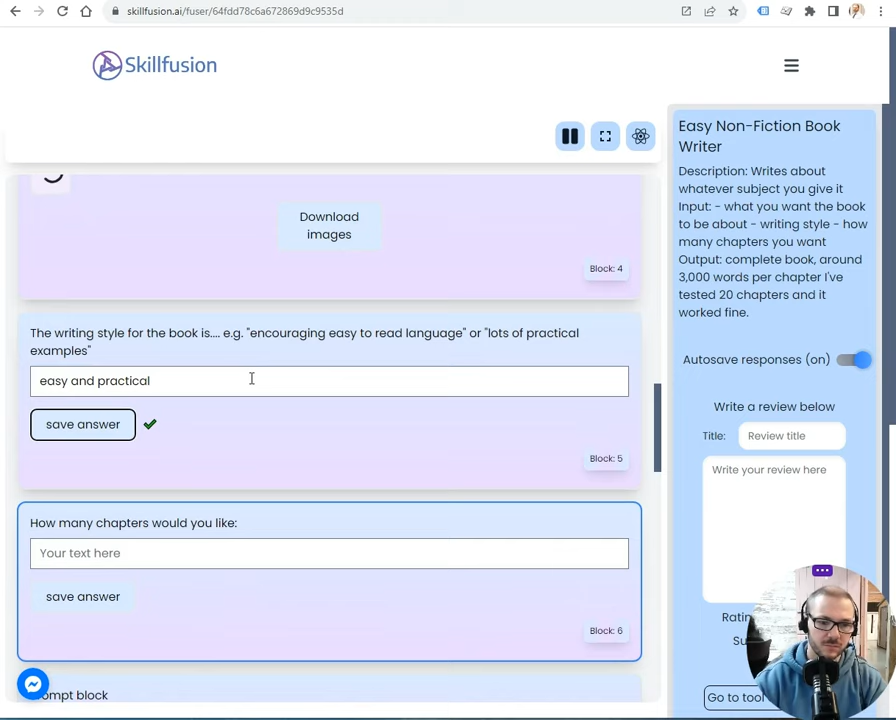 skillfusion.ai/fuser/64fdd78c6a672869d9c9535d
Skillfusion
Download
images
Block: 4
The writing style for the book is.... e.g. "encouraging easy to read language" or "lots of practical
examples"
easy and practical
save answer
Block: 5
How many chapters would you like:
Your text here
save answer
Block: 6
prompt block
Easy Non-Fiction Book
Writer
Description: Writes about
whatever subject you give it
Input: - what you want the book
to be about - writing style - how
many chapters you want
Output: complete book, around
3,000 words per chapter I've
tested 20 chapters and it
worked fine.
Autosave responses (on)
Write a review below
Title:
Review title
Write your review here
Go to tool